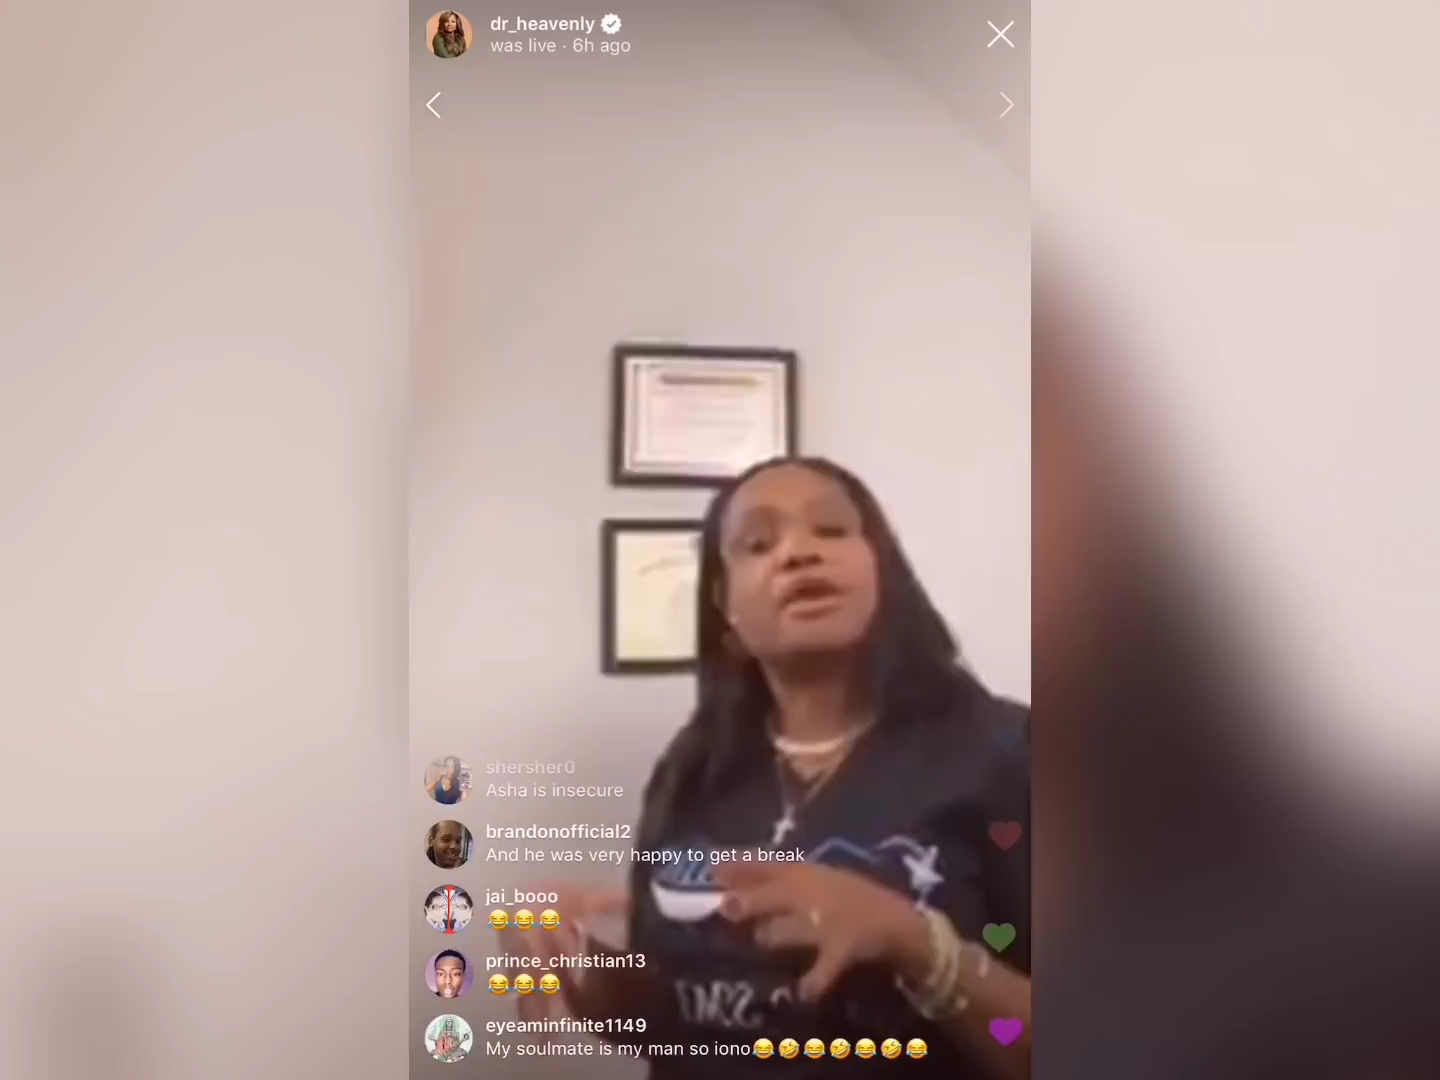 dr_heavenly
was live · 6h ago
shersher0
Asha is insecure
brandonofficial2
And he was very happy to get a break
jai_booo
😂😂😂
prince_christian13
😂😂😂
eyeaminfinite1149
My soulmate is my man so iono😂🤣😂🤣😂🤣😂